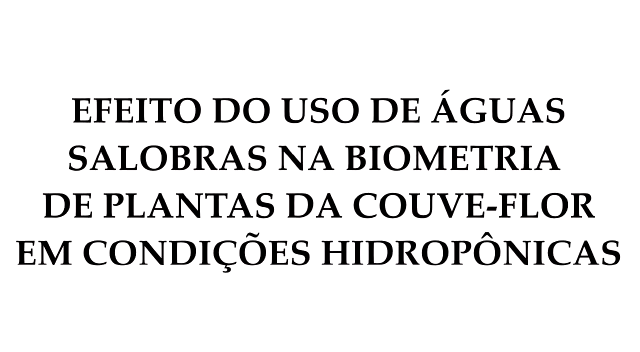 EFEITO DO USO DE ÁGUAS
SALOBRAS NA BIOMETRIA
DE PLANTAS DA COUVE-FLOR
EM CONDIÇÕES HIDROPÔNICAS